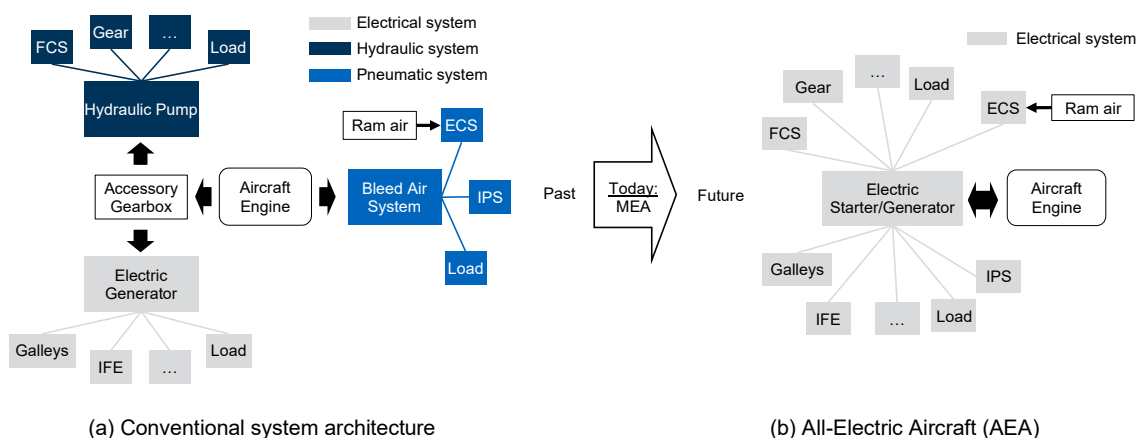 Electrical system
Hydraulic system
Pneumatic system
FCS
Gear
…
Load
Hydraulic Pump
Ram air
ECS
Accessory
Gearbox
Aircraft
Engine
Bleed Air
System
IPS
Load
Electric
Generator
Galleys
IFE
…
Load
(a) Conventional system architecture
Past
Today:
MEA
Future
Electrical system
FCS
Gear
…
Load
ECS
Ram air
Electric
Starter/Generator
Aircraft
Engine
Galleys
IFE
…
Load
IPS
(b) All-Electric Aircraft (AEA)